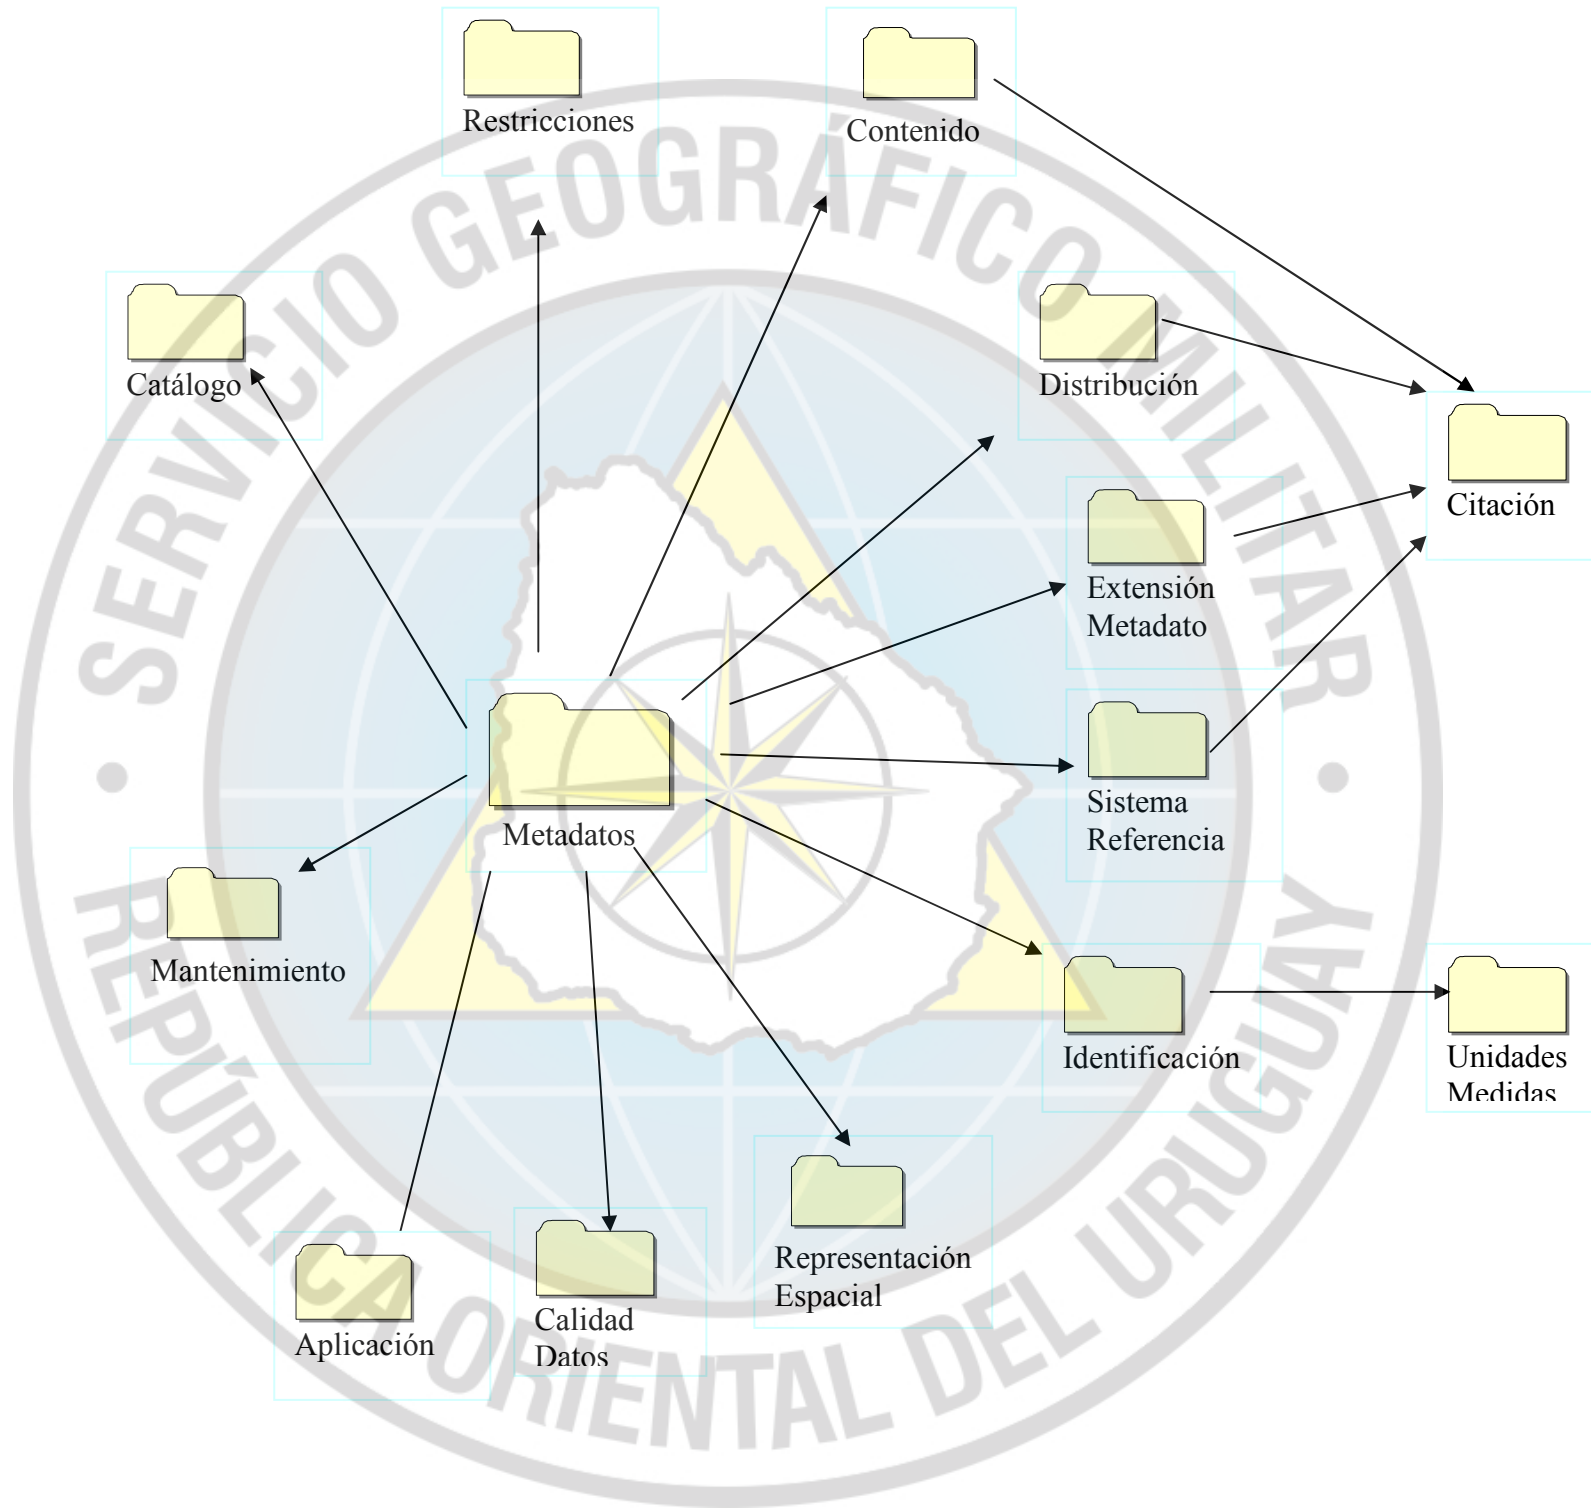 Restricciones
Contenido
SERVICIO GEOGRÁFICO MILITAR
Catálogo
Distribución
Citación
Extensión
Metadato
Metadatos
Sistema
Referencia
Mantenimiento
Identificación
Unidades
Medidas
Representación
Espacial
Calidad
Datos
Aplicación
REPÚBLICA ORIENTAL DEL URUGUAY